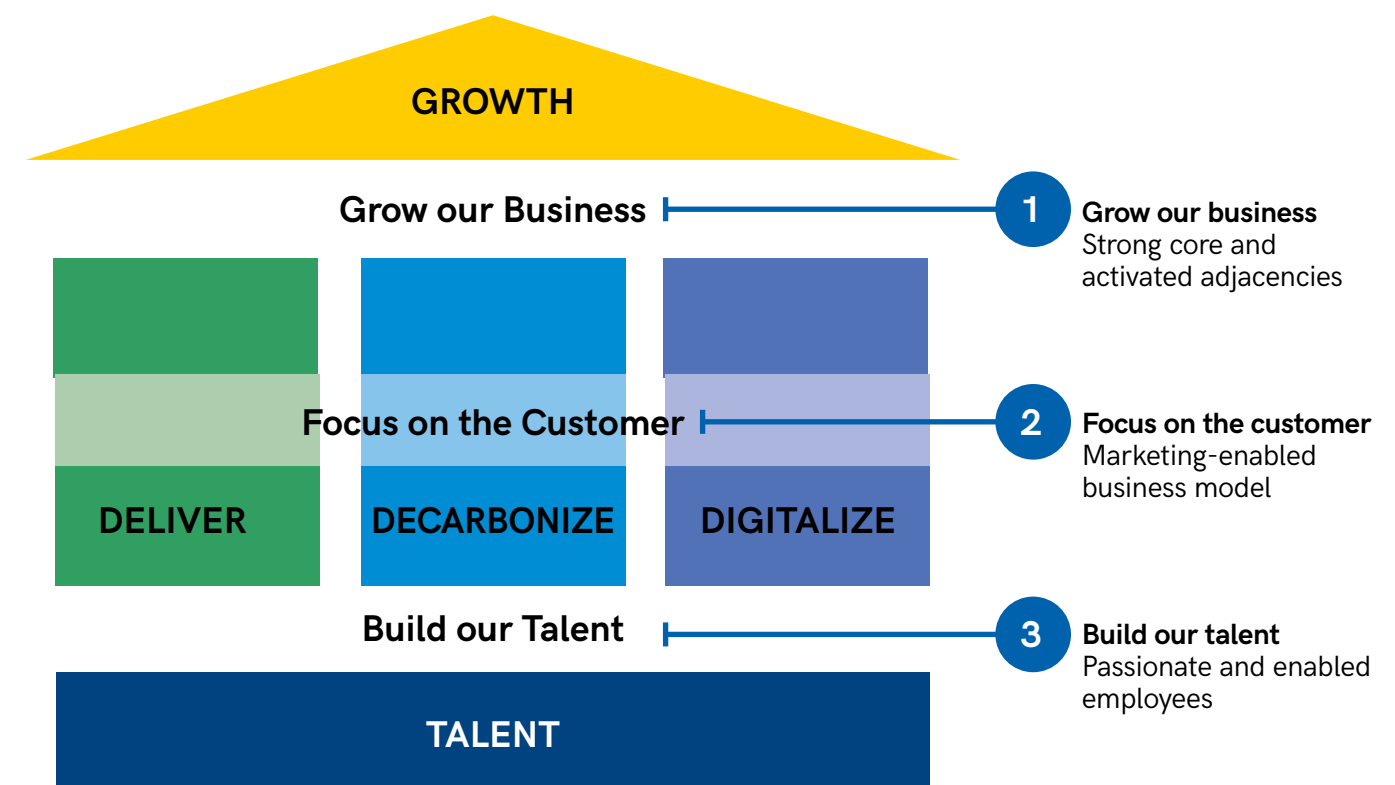 GROWTH
Grow our Business
1
Grow our business
Strong core and
activated adjacencies
Focus on the Customer
2
Focus on the customer
Marketing-enabled
business model
DELIVER
DECARBONIZE
DIGITALIZE
Build our Talent
3
Build our talent
Passionate and enabled
employees
TALENT